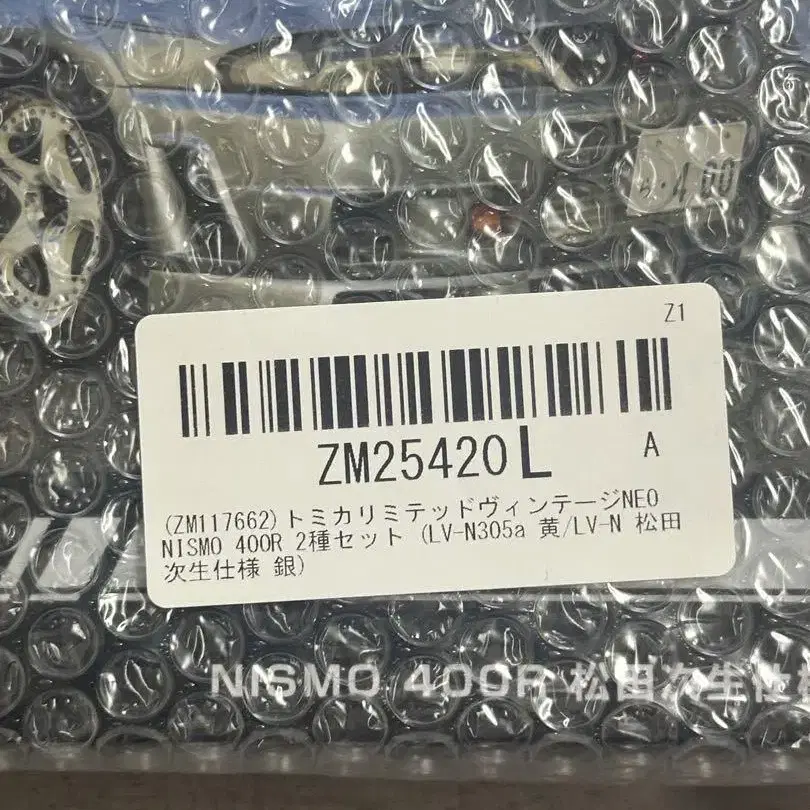 Z1
ZM25420L
A
(ZM117662)トミカリミテッドヴィンテージNEO
NISMO 400R 2種セット (LV-N305a 黄/LV-N 松田
次生仕様 銀)
NISMO 400R 松田次生仕様